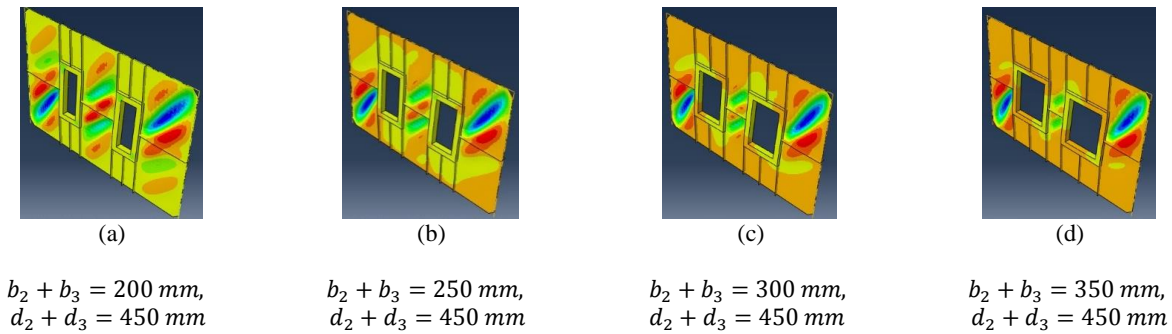 (a) (b) (c) (d)
b₂ + b₃ = 200 mm, b₂ + b₃ = 250 mm, b₂ + b₃ = 300 mm, b₂ + b₃ = 350 mm,
d₂ + d₃ = 450 mm d₂ + d₃ = 450 mm d₂ + d₃ = 450 mm d₂ + d₃ = 450 mm